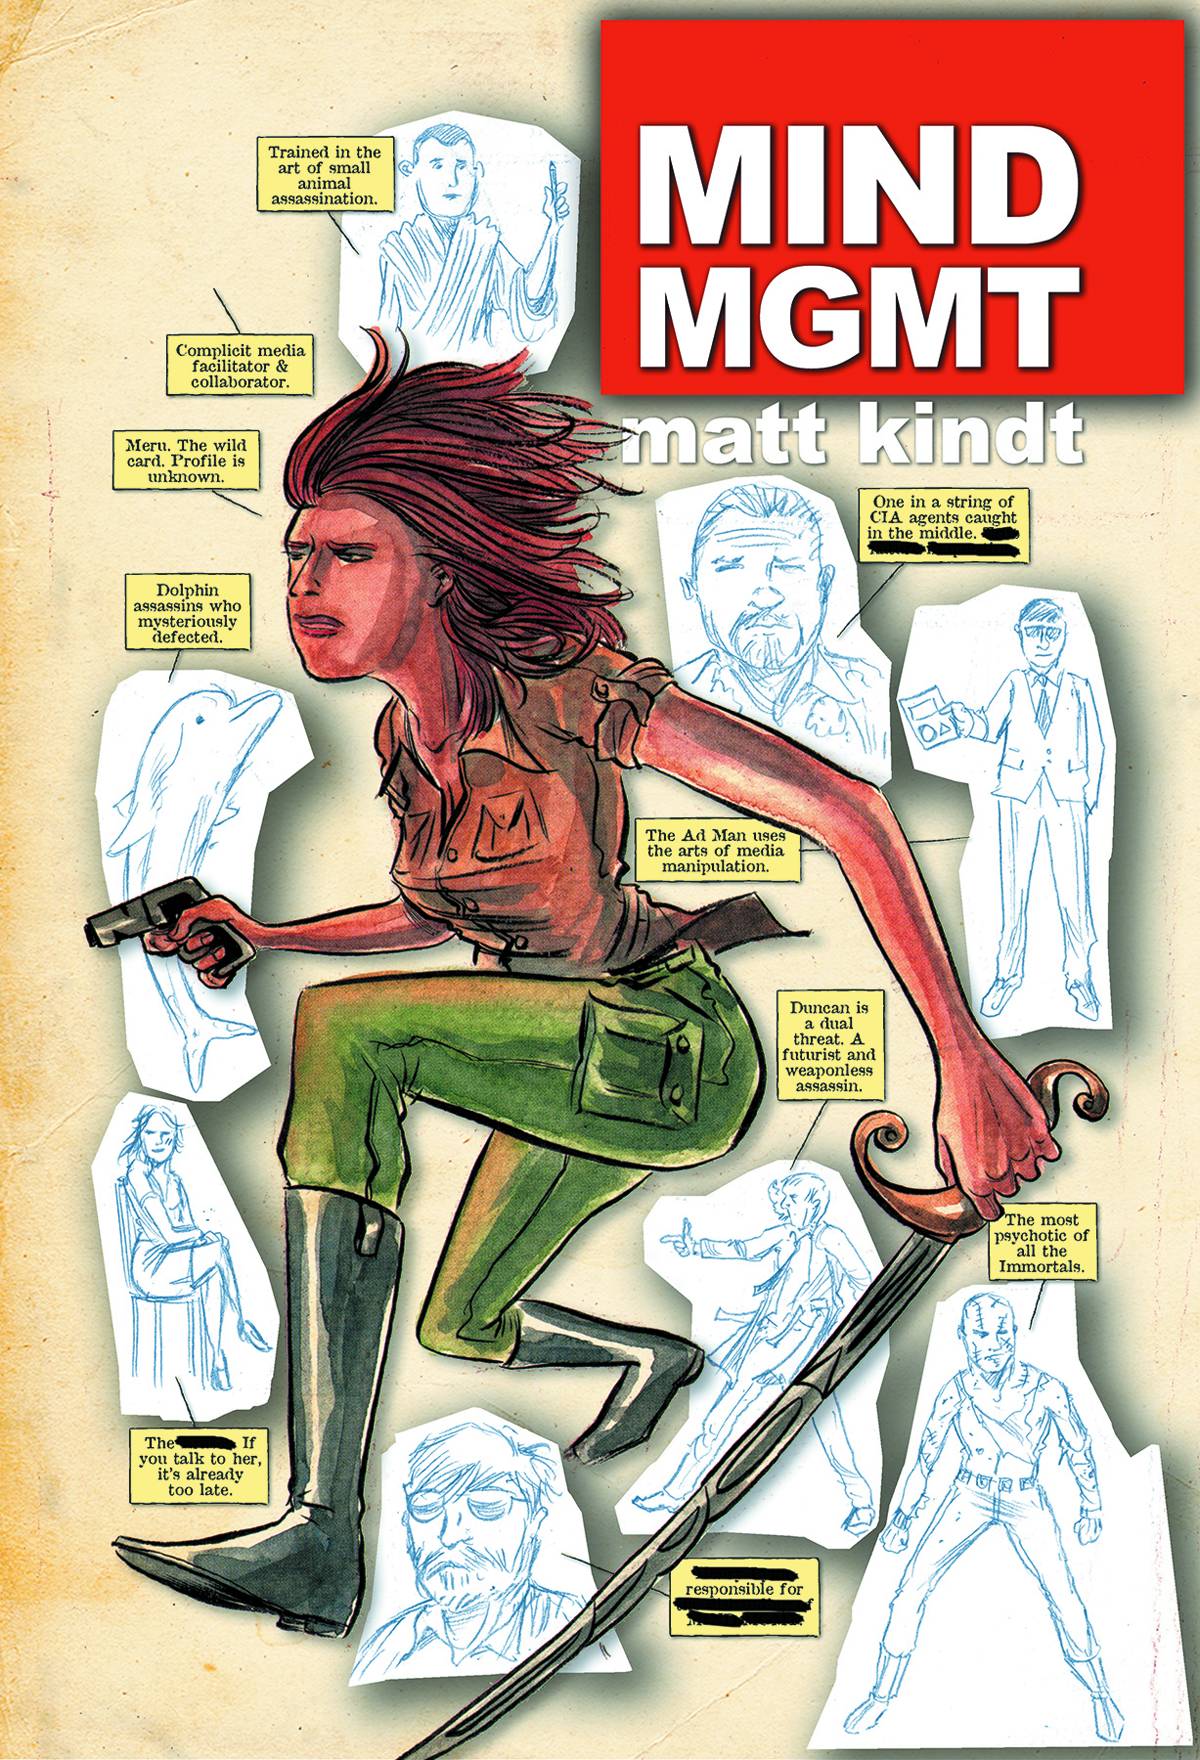 MIND
MGMT
matt kindt
Trained in the
art of small
animal
assassination.
Complicit media
facilitator &
collaborator.
Meru. The wild
card. Profile is
unknown.
One in a string of
CIA agents caught
in the middle.
Dolphin
assassins who
mysteriously
defected.
The Ad Man uses
the arts of media
manipulation.
Duncan is
a dual
threat. A
futurist and
weaponless
assassin.
The most
psychotic of
all the
Immortals.
The If
you talk to her,
it's already
too late.
responsible for